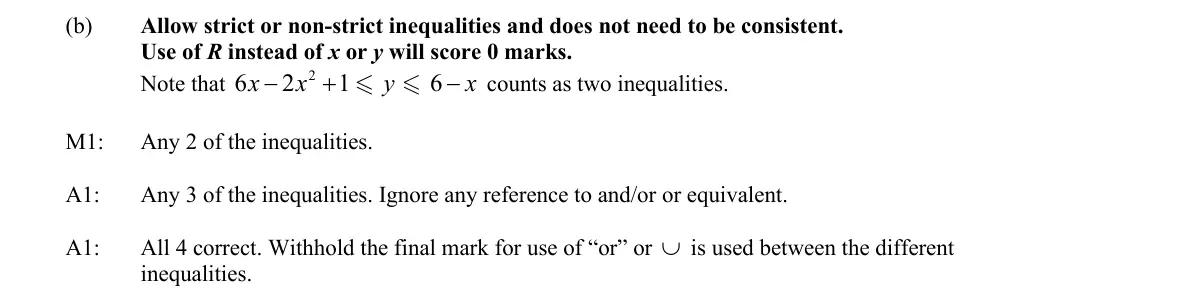 (b) Allow strict or non-strict inequalities and does not need to be consistent.
Use of R instead of x or y will score 0 marks.
Note that 6x − 2x² + 1 ⩽ y ⩽ 6 − x counts as two inequalities.
M1: Any 2 of the inequalities.
A1: Any 3 of the inequalities. Ignore any reference to and/or or equivalent.
A1: All 4 correct. Withhold the final mark for use of “or” or ∪ is used between the different
inequalities.